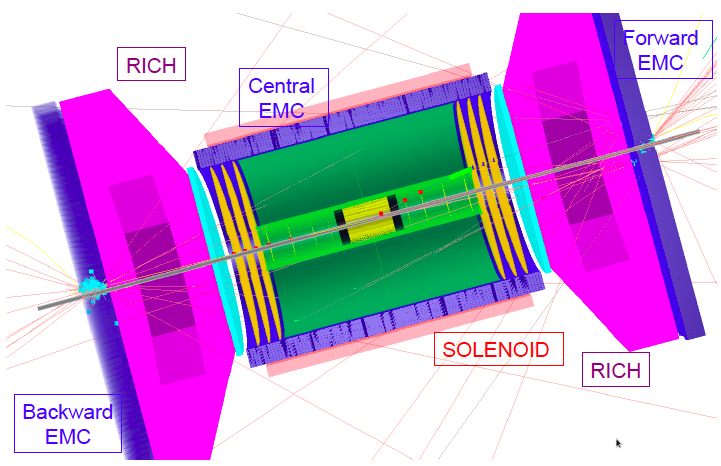 Forward
EMC
RICH
Central
EMC
SOLENOID
RICH
Backward
EMC